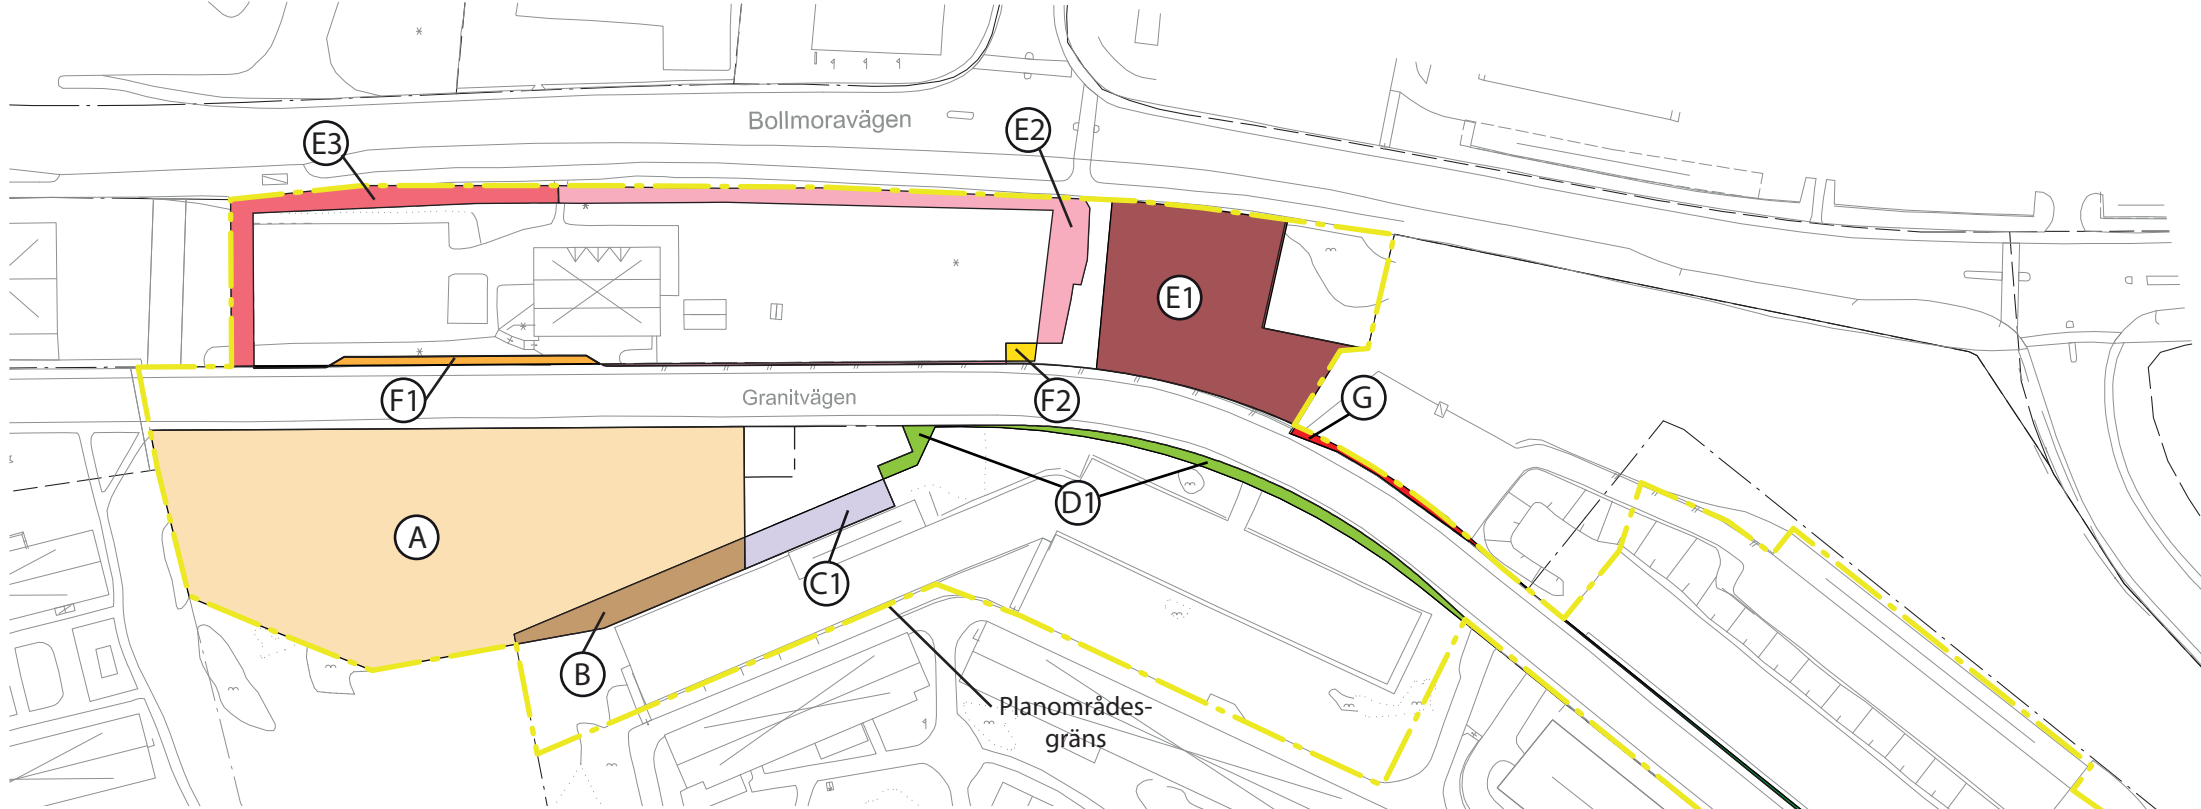 Bollmoravägen
E3
E2
E1
F1
Granitvägen
F2
G
D1
A
C1
B
Planområdes-
gräns